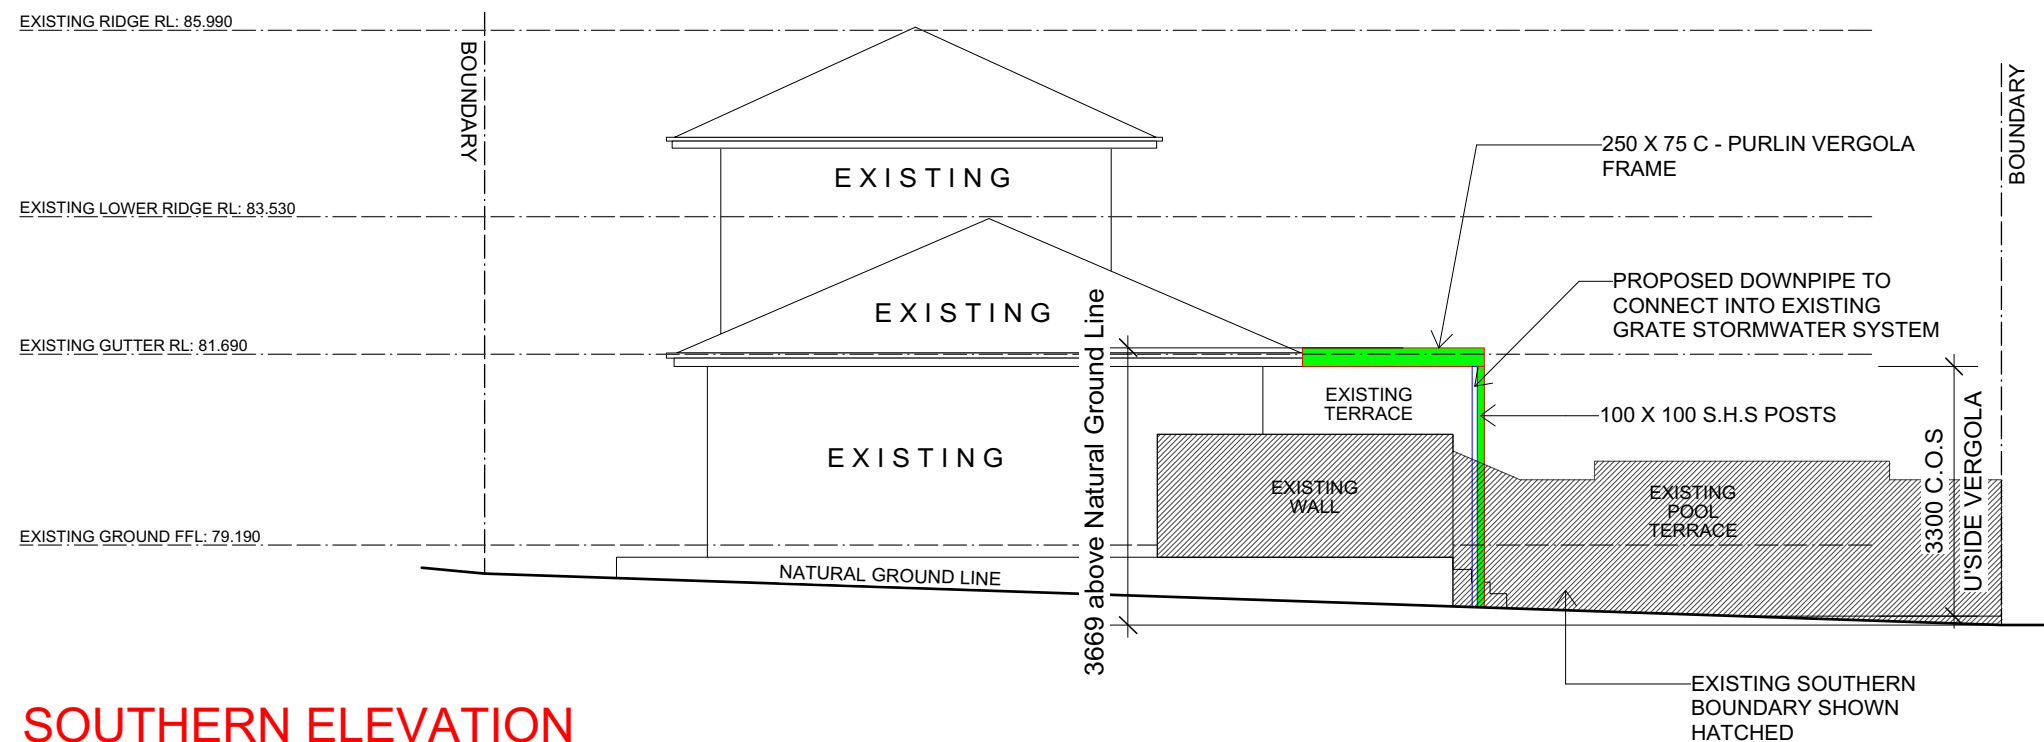 EXISTING RIDGE RL: 85.990
BOUNDARY
BOUNDARY
250 X 75 C - PURLIN VERGOLA
FRAME
EXISTING
EXISTING LOWER RIDGE RL: 83.530
PROPOSED DOWNPIPE TO
CONNECT INTO EXISTING
GRATE STORMWATER SYSTEM
EXISTING
3669 above Natural Ground Line
EXISTING GUTTER RL: 81.690
EXISTING
TERRACE
100 X 100 S.H.S POSTS
3300 C.O.S
U'SIDE VERGOLA
EXISTING
EXISTING
WALL
EXISTING
POOL
TERRACE
EXISTING GROUND FFL: 79.190
NATURAL GROUND LINE
EXISTING SOUTHERN
BOUNDARY SHOWN
HATCHED
SOUTHERN ELEVATION